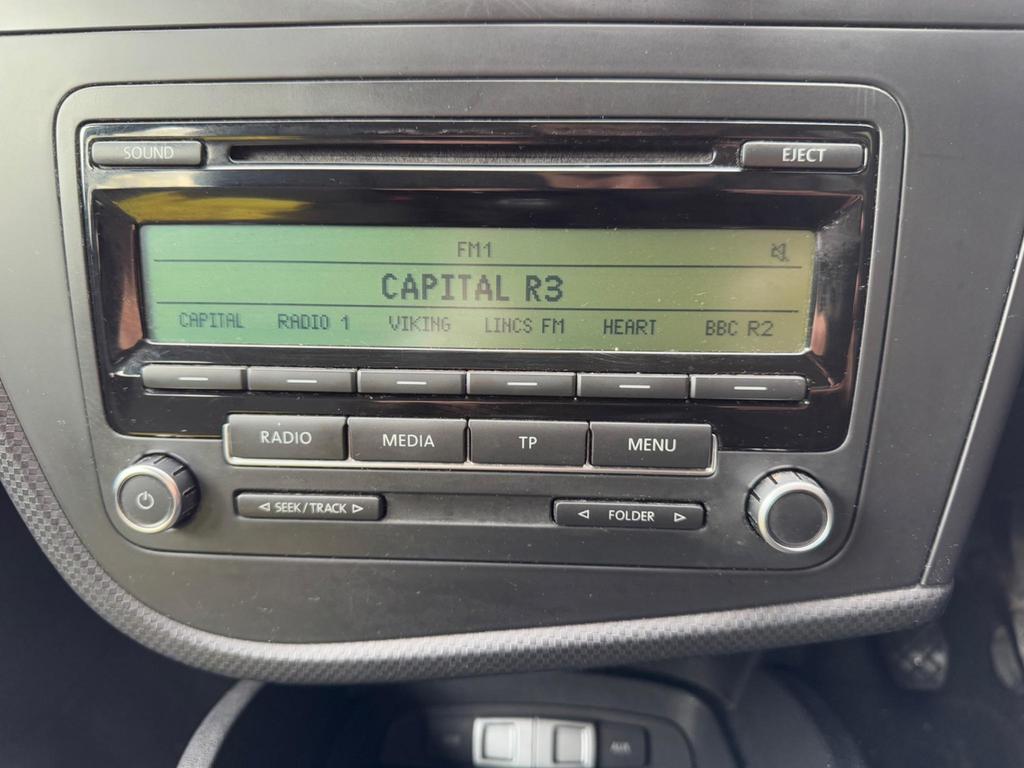 SOUND
EJECT
FM1
CAPITAL R3
CAPITAL RADIO 1 VIKING LINCS FM HEART BBC R2
RADIO MEDIA TP MENU
SEEK/TRACK
FOLDER